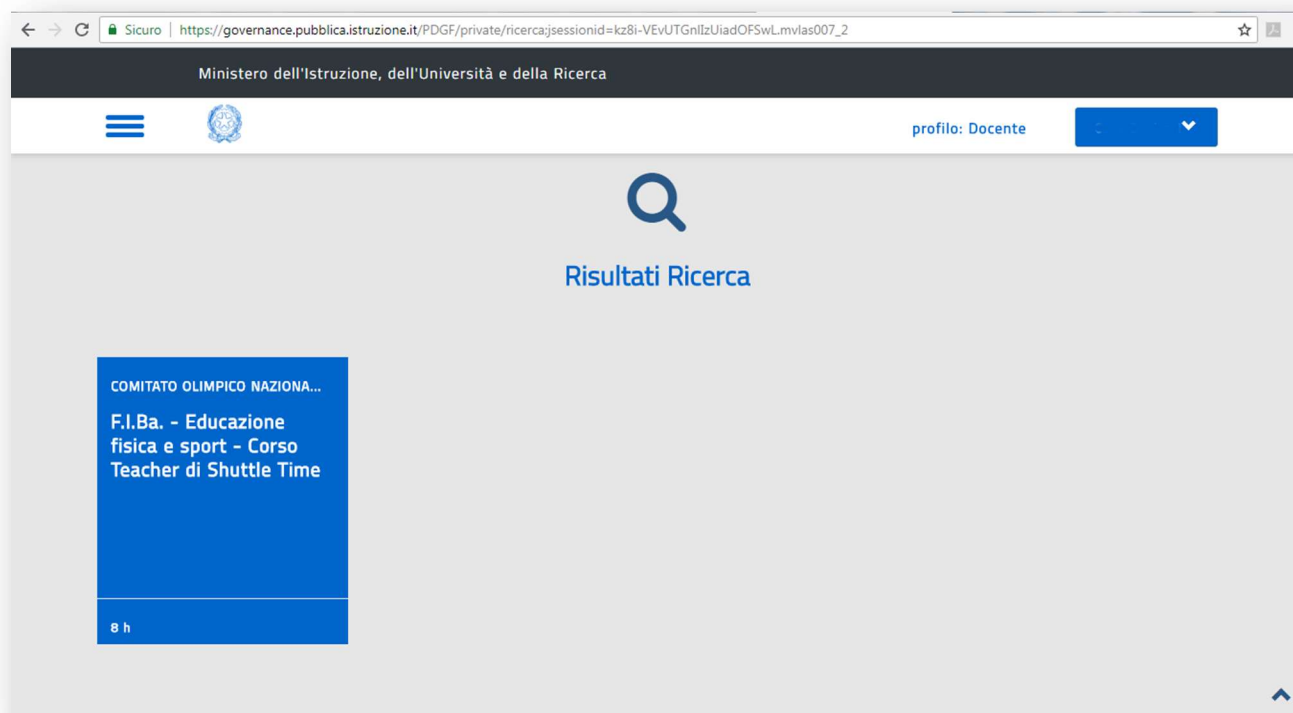 Sicuro | https://governance.pubblica.istruzione.it/PDGF/private/ricerca;jsessionid=kz8i-VEvUTGnlIzUiadOFSwL.mvlas007_2
Ministero dell'Istruzione, dell'Università e della Ricerca
profilo: Docente
Risultati Ricerca
COMITATO OLIMPICO NAZIONA...
F.I.Ba. - Educazione
fisica e sport - Corso
Teacher di Shuttle Time
8 h